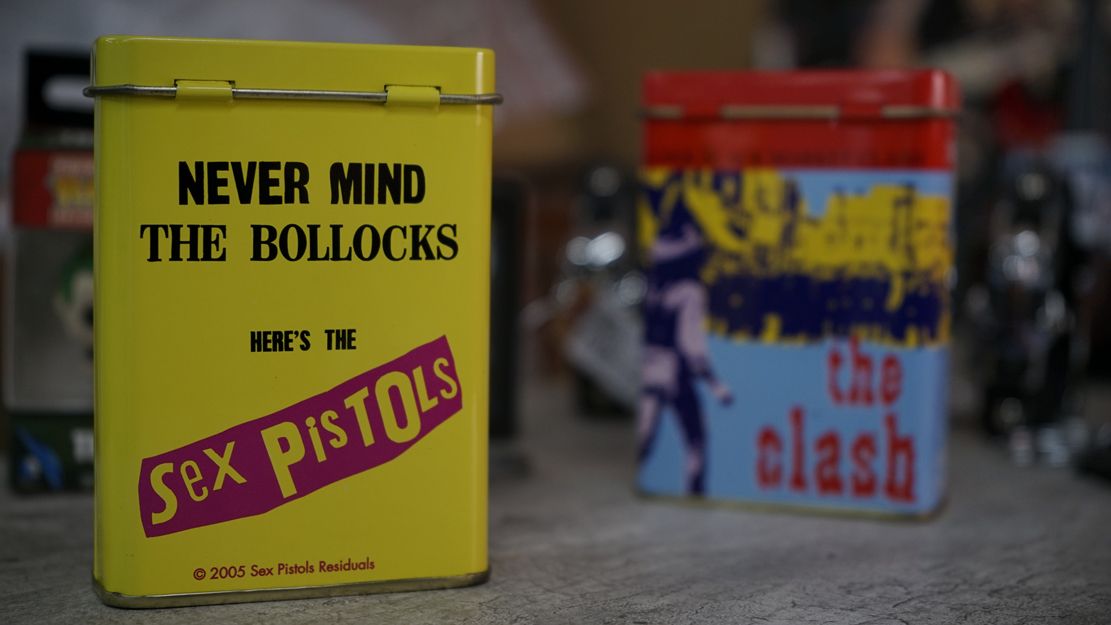 NEVER MIND
THE BOLLOCKS
HERE'S THE
Sex PiSTOLS
© 2005 Sex Pistols Residuals
the
clash